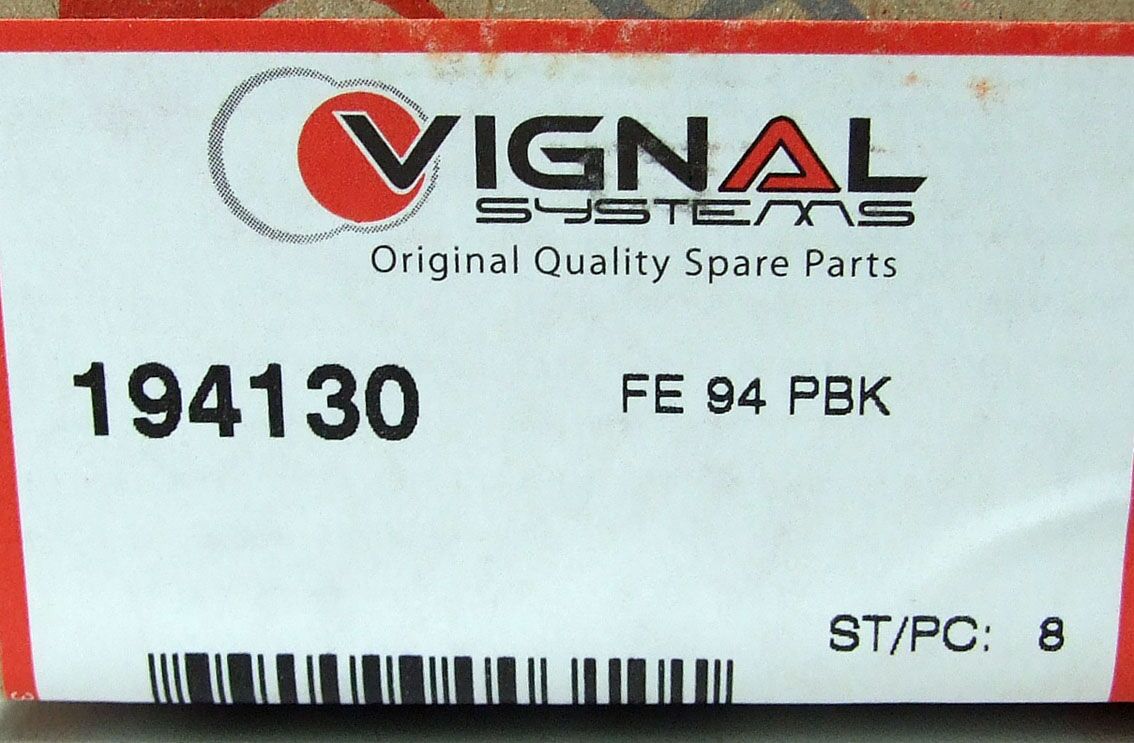 VIGNAL
SYSTEMS
Original Quality Spare Parts
194130 FE 94 PBK
ST/PC: 8